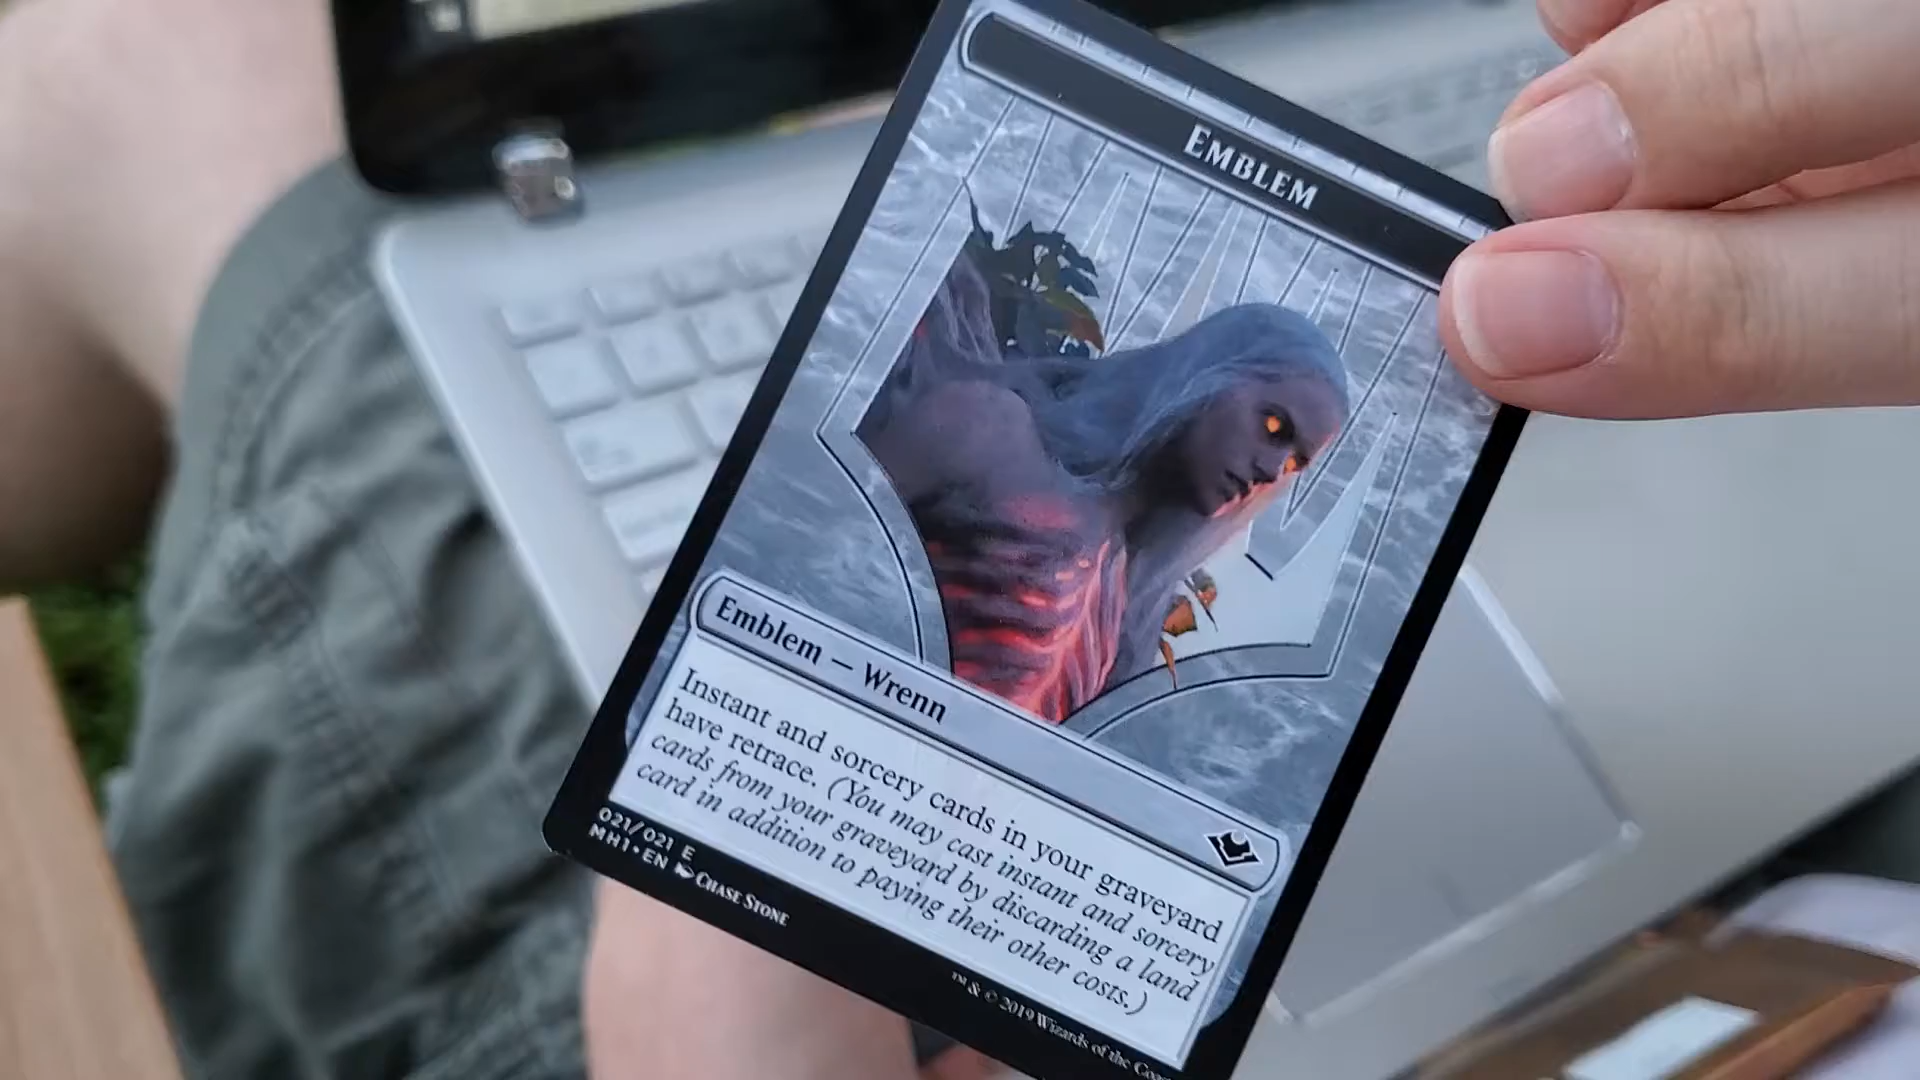 EMBLEM
Emblem — Wrenn
Instant and sorcery cards in your graveyard
have retrace. (You may cast instant and sorcery
cards from your graveyard by discarding a land
card in addition to paying their other costs.)
021/021 E
MH1 • EN CHASE STONE
™ & © 2019 Wizards of the